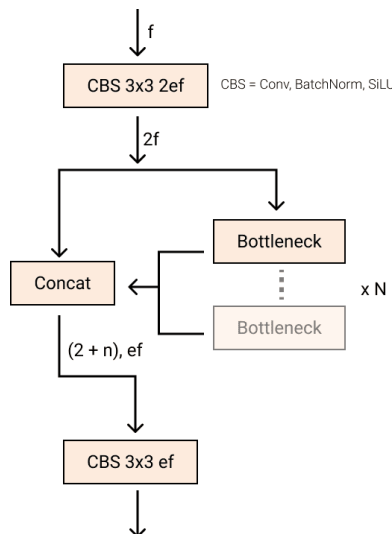 f
CBS 3x3 2ef
CBS = Conv, BatchNorm, SiLU
2f
Bottleneck
Concat
x N
Bottleneck
(2 + n), ef
CBS 3x3 ef